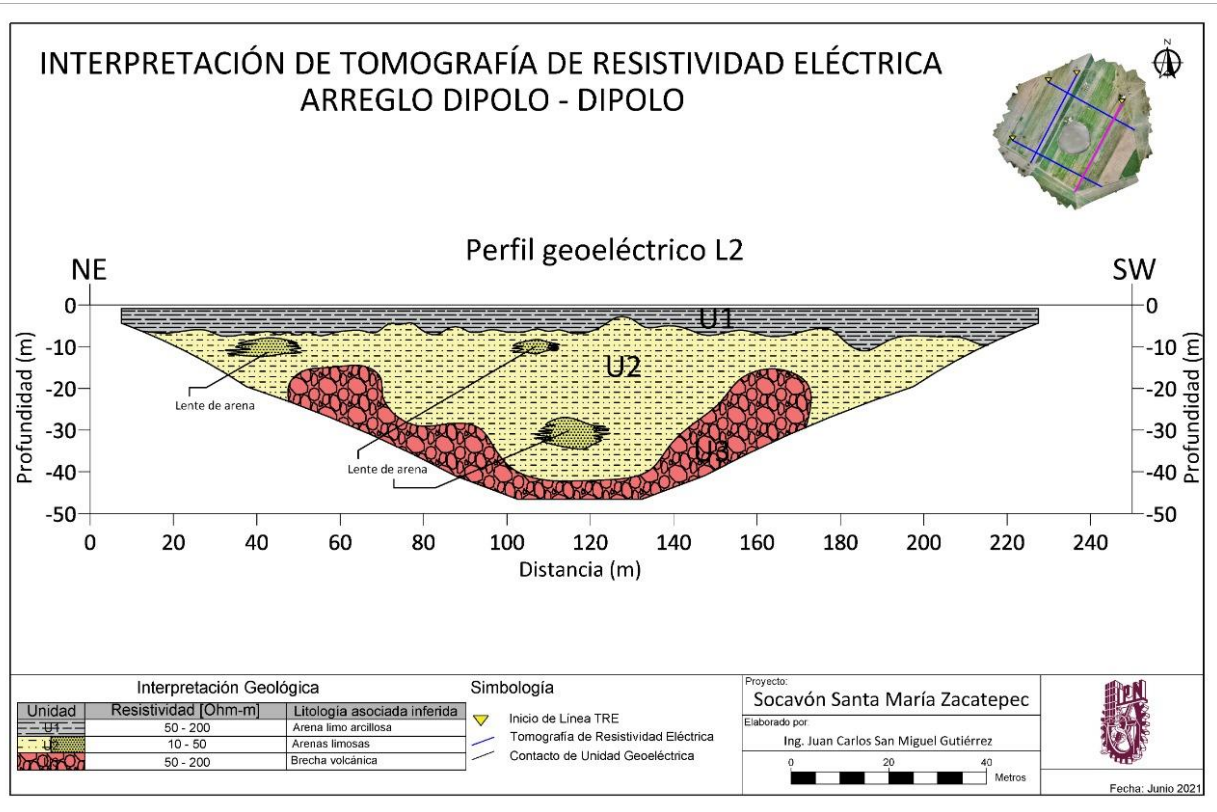 INTERPRETACIÓN DE TOMOGRAFÍA DE RESISTIVIDAD ELÉCTRICA
ARREGLO DIPOLO - DIPOLO
N
Perfil geoeléctrico L2
NE
SW
Profundidad (m)
0
-10
-20
-30
-40
-50
U1
U2
U3
Lente de arena
Lente de arena
0
-10
-20
-30
-40
-50
Profundidad (m)
0 20 40 60 80 100 120 140 160 180 200 220 240
Distancia (m)
Interpretación Geológica
Unidad Resistividad [Ohm-m] Litología asociada inferida
U1 50 - 200 Arena limo arcillosa
U2 10 - 50 Arenas limosas
50 - 200 Brecha volcánica
Simbología
Inicio de Línea TRE
Tomografía de Resistividad Eléctrica
Contacto de Unidad Geoeléctrica
Proyecto:
Socavón Santa María Zacatepec
Elaborado por:
Ing. Juan Carlos San Miguel Gutiérrez
0 20 40
Metros
IPN
Fecha: Junio 2021